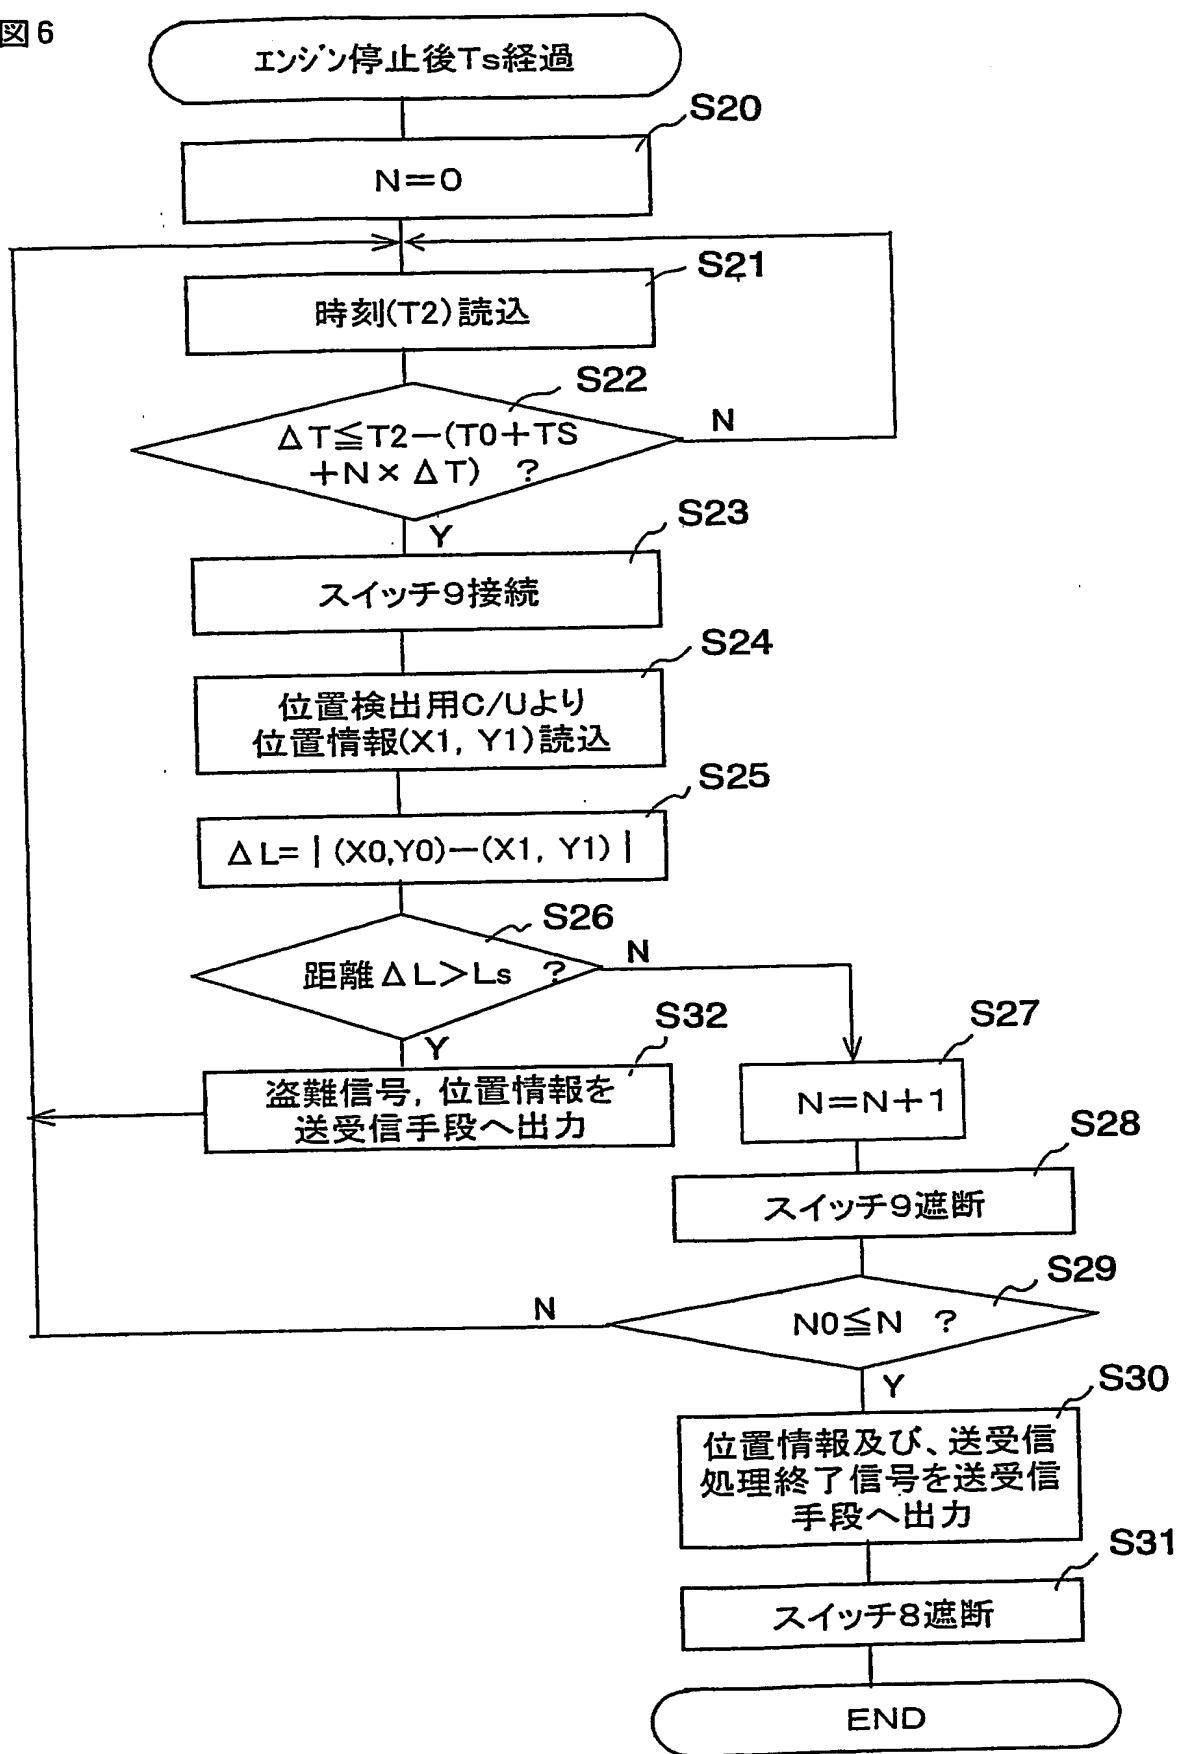 図6
エンジン停止後Ts経過
S20
N=0
S21
時刻(T2)読込
S22
ΔT≦T2-(T0+TS
+N×ΔT) ?
N
Y
S23
スイッチ9接続
S24
位置検出用C/Uより
位置情報(X1, Y1)読込
S25
ΔL=|(X0,Y0)-(X1, Y1)|
S26
距離ΔL>Ls ?
N
Y
S32
盗難信号, 位置情報を
送受信手段へ出力
S27
N=N+1
S28
スイッチ9遮断
S29
N0≦N ?
N
Y
S30
位置情報及び、送受信
処理終了信号を送受信
手段へ出力
S31
スイッチ8遮断
END